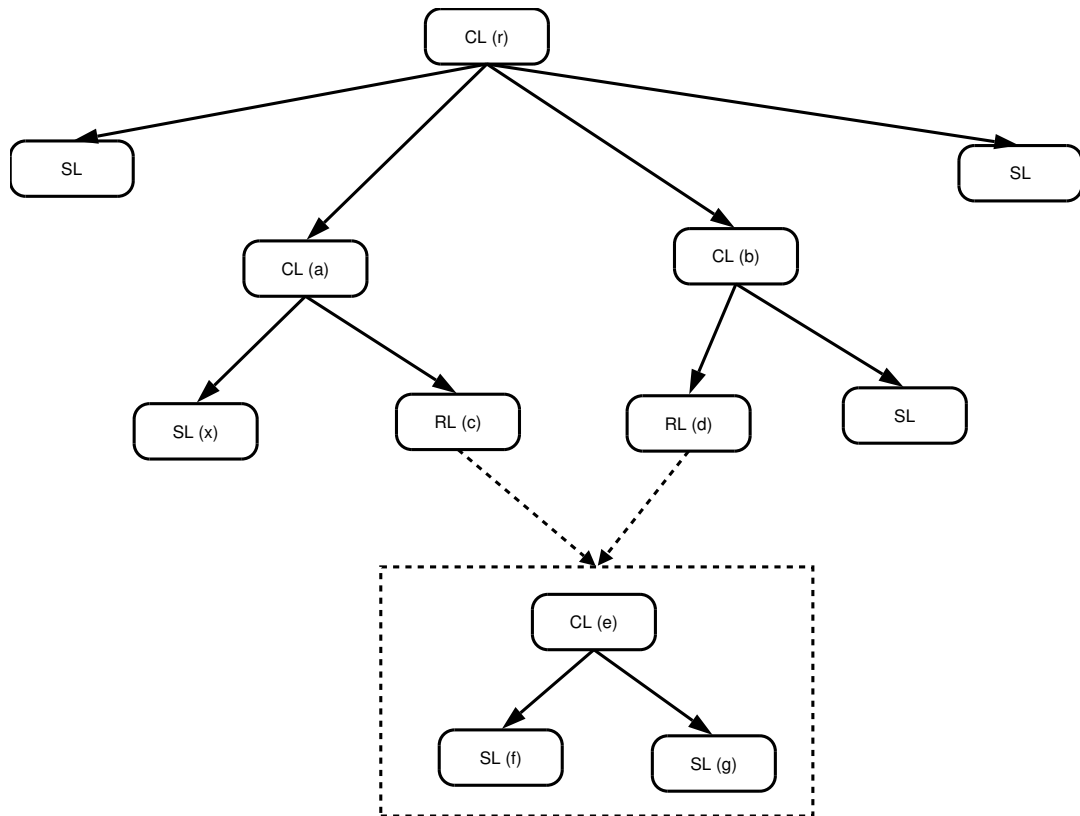 CL (r)
SL
SL
CL (a)
CL (b)
SL (x)
RL (c)
RL (d)
SL
CL (e)
SL (f)
SL (g)